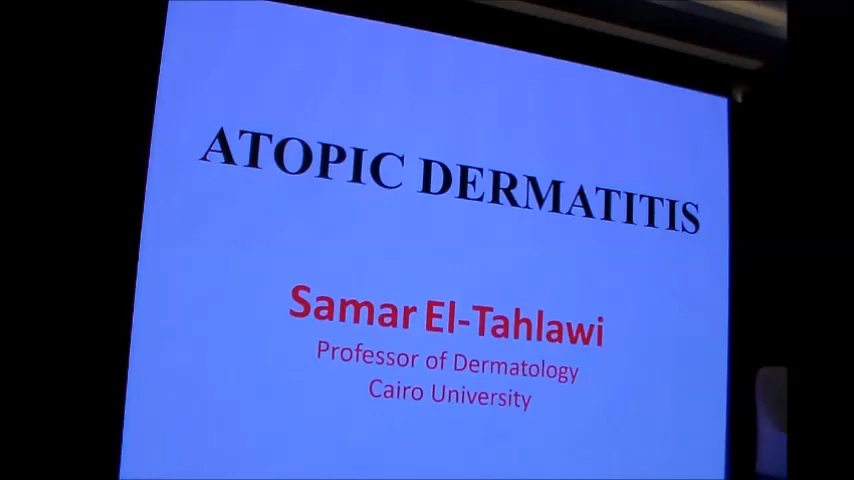 ATOPIC DERMATITIS
Samar El-Tahlawi
Professor of Dermatology
Cairo University